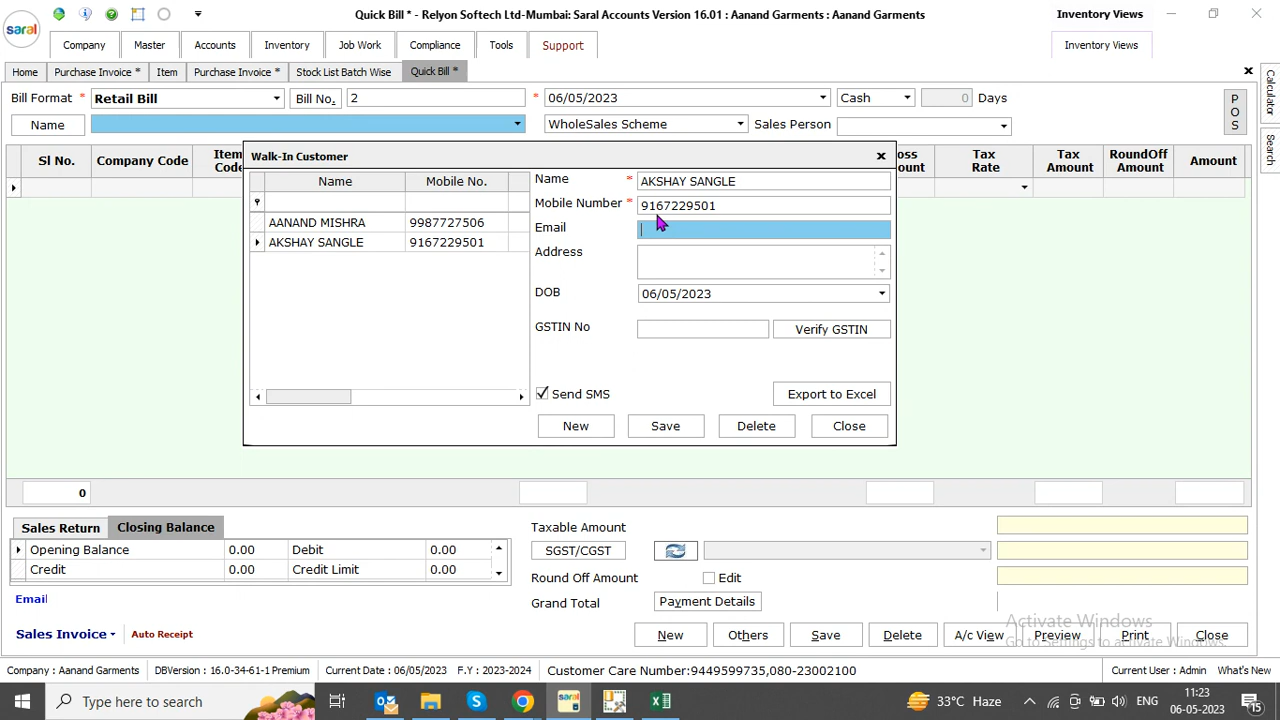 saral
Quick Bill * - Relyon Softech Ltd-Mumbai: Saral Accounts Version 16.01 : Aanand Garments : Aanand Garments
Inventory Views
Company Master Accounts Inventory Job Work Compliance Tools Support
Inventory Views
Home Purchase Invoice * Item Purchase Invoice * Stock List Batch Wise Quick Bill *
Bill Format * Retail Bill Bill No. 2 * 06/05/2023 Cash 0 Days
Name WholeSales Scheme Sales Person
POS
Calculator
Search
Sl No. Company Code Item Code Tax Rate Tax Amount RoundOff Amount Amount
Walk-In Customer
Name Mobile No.
AANAND MISHRA 9987727506
AKSHAY SANGLE 9167229501
Name * AKSHAY SANGLE
Mobile Number * 9167229501
Email
Address
DOB 06/05/2023
GSTIN No Verify GSTIN
Send SMS Export to Excel
New Save Delete Close
0
Sales Return Closing Balance
Opening Balance 0.00 Debit 0.00
Credit 0.00 Credit Limit 0.00
Email
Taxable Amount
SGST/CGST
Round Off Amount Edit
Grand Total Payment Details
Activate Windows
Go to Settings to activate Windows.
Sales Invoice Auto Receipt New Others Save Delete A/c View Preview Print Close
Company : Aanand Garments DBVersion : 16.0-34-61-1 Premium Current Date : 06/05/2023 F.Y : 2023-2024 Customer Care Number:9449599735,080-23002100 Current User : Admin What's New
Type here to search 33°C Haze ENG 11:23
06-05-2023
15